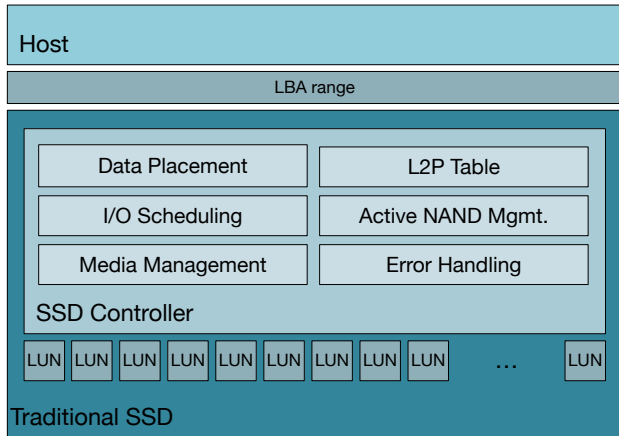 Host
LBA range
Data Placement
L2P Table
I/O Scheduling
Active NAND Mgmt.
Media Management
Error Handling
SSD Controller
LUN LUN LUN LUN LUN LUN LUN LUN LUN ... LUN
Traditional SSD